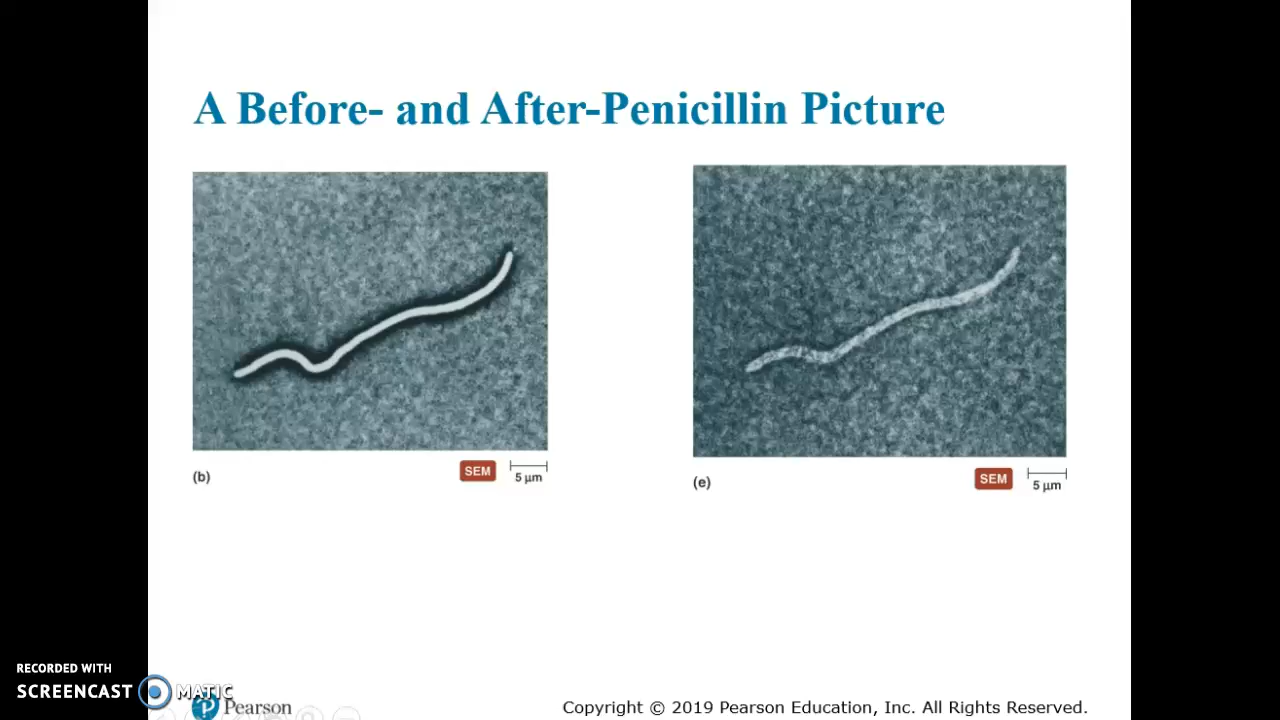 A Before- and After-Penicillin Picture
(b)
SEM
5 µm
(e)
SEM
5 µm
RECORDED WITH
SCREENCAST MATIC
Pearson
Copyright © 2019 Pearson Education, Inc. All Rights Reserved.